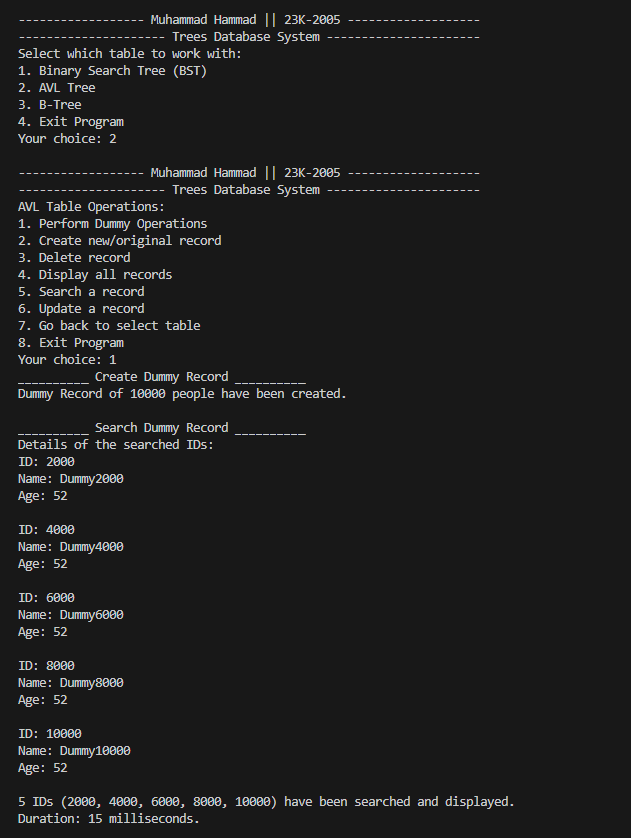 ------------------ Muhammad Hammad || 23K-2005 -------------------
--------------------- Trees Database System ----------------------
Select which table to work with:
1. Binary Search Tree (BST)
2. AVL Tree
3. B-Tree
4. Exit Program
Your choice: 2
------------------ Muhammad Hammad || 23K-2005 -------------------
--------------------- Trees Database System ----------------------
AVL Table Operations:
1. Perform Dummy Operations
2. Create new/original record
3. Delete record
4. Display all records
5. Search a record
6. Update a record
7. Go back to select table
8. Exit Program
Your choice: 1
__________ Create Dummy Record __________
Dummy Record of 10000 people have been created.
__________ Search Dummy Record __________
Details of the searched IDs:
ID: 2000
Name: Dummy2000
Age: 52
ID: 4000
Name: Dummy4000
Age: 52
ID: 6000
Name: Dummy6000
Age: 52
ID: 8000
Name: Dummy8000
Age: 52
ID: 10000
Name: Dummy10000
Age: 52
5 IDs (2000, 4000, 6000, 8000, 10000) have been searched and displayed.
Duration: 15 milliseconds.